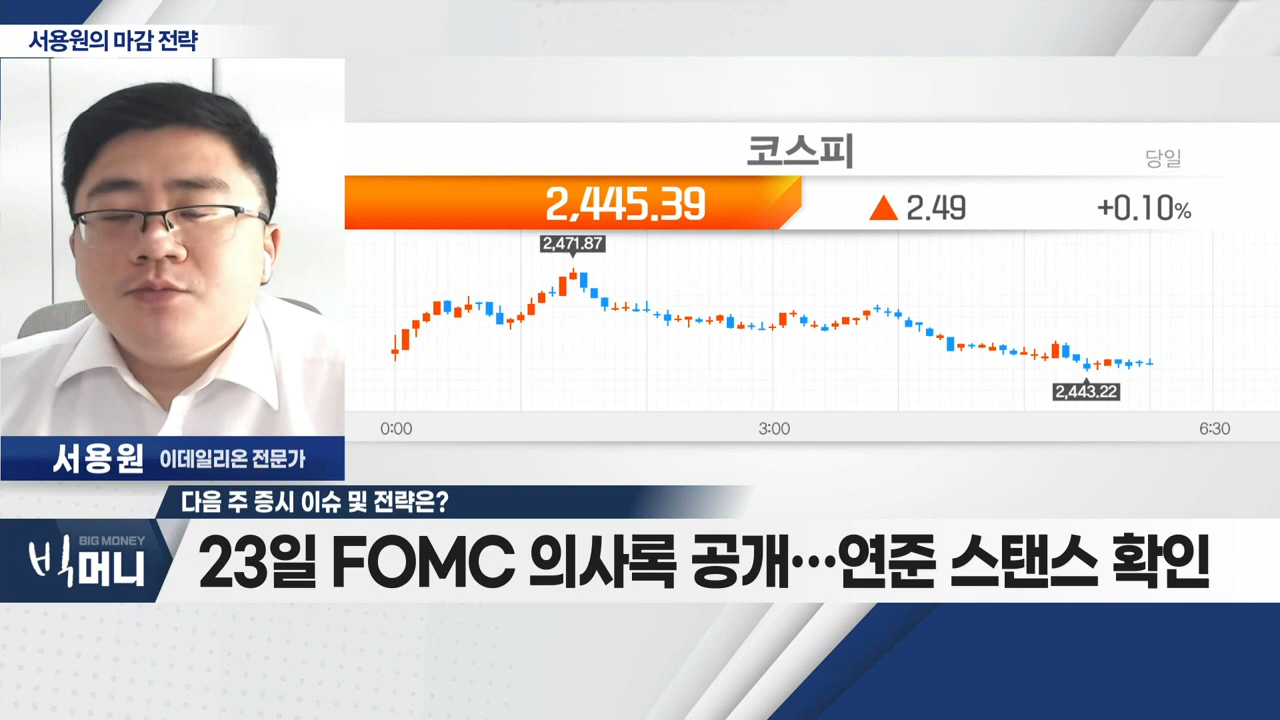 서용원의 마감 전략
코스피
당일
2,445.39
▲ 2.49
+0.10%
2,471.87
2,443.22
0:00
3:00
6:30
서용원 이데일리온 전문가
다음 주 증시 이슈 및 전략은?
BIG MONEY
빅머니
23일 FOMC 의사록 공개…연준 스탠스 확인